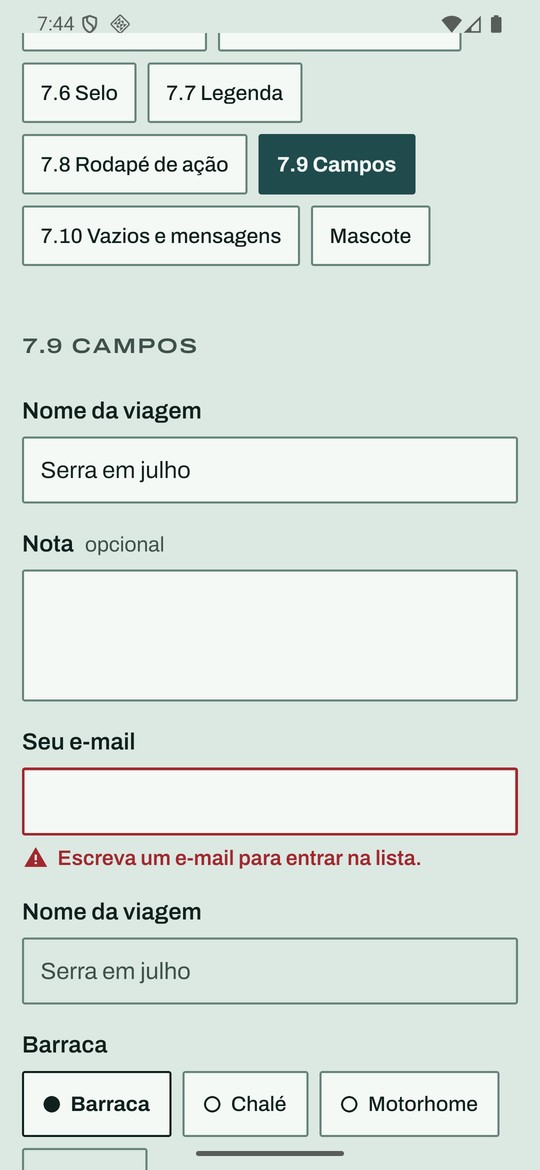 7:44
7.6 Selo
7.7 Legenda
7.8 Rodapé de ação
7.9 Campos
7.10 Vazios e mensagens
Mascote
7.9 CAMPOS
Nome da viagem
Serra em julho
Nota opcional
Seu e-mail
Escreva um e-mail para entrar na lista.
Nome da viagem
Serra em julho
Barraca
Barraca
Chalé
Motorhome